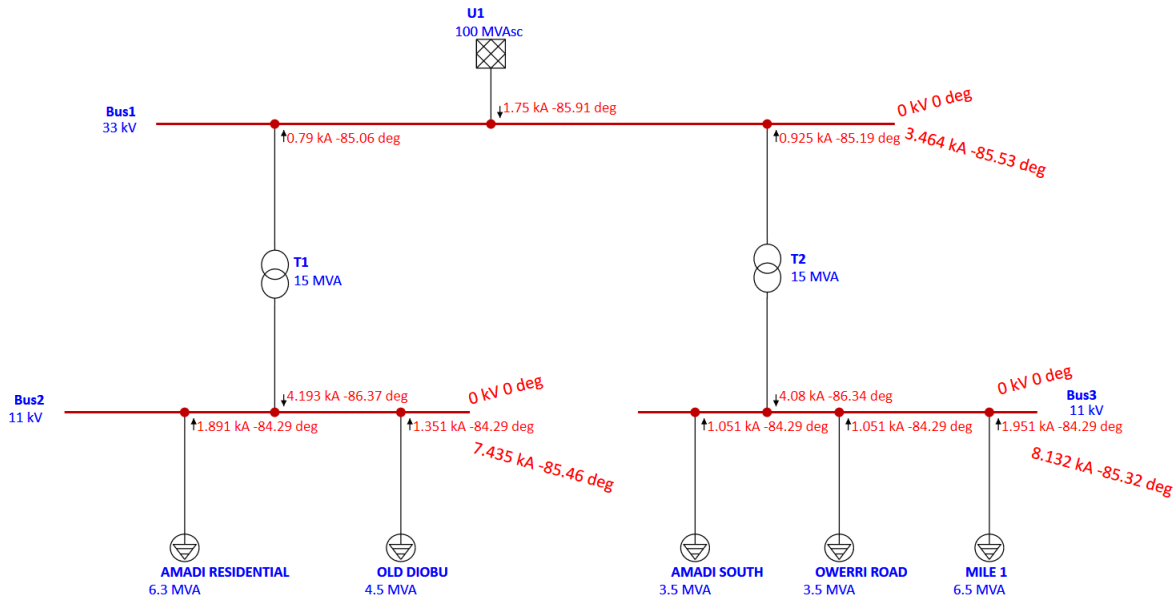 U1
100 MVAsc
Bus1
33 kV
1.75 kA -85.91 deg
0 kV 0 deg
0.79 kA -85.06 deg
0.925 kA -85.19 deg
3.464 kA -85.53 deg
T1
15 MVA
T2
15 MVA
Bus2
11 kV
4.193 kA -86.37 deg
0 kV 0 deg
1.891 kA -84.29 deg
1.351 kA -84.29 deg
7.435 kA -85.46 deg
4.08 kA -86.34 deg
0 kV 0 deg
Bus3
11 kV
1.051 kA -84.29 deg
1.051 kA -84.29 deg
1.951 kA -84.29 deg
8.132 kA -85.32 deg
AMADI RESIDENTIAL
6.3 MVA
OLD DIOBU
4.5 MVA
AMADI SOUTH
3.5 MVA
OWERRI ROAD
3.5 MVA
MILE 1
6.5 MVA